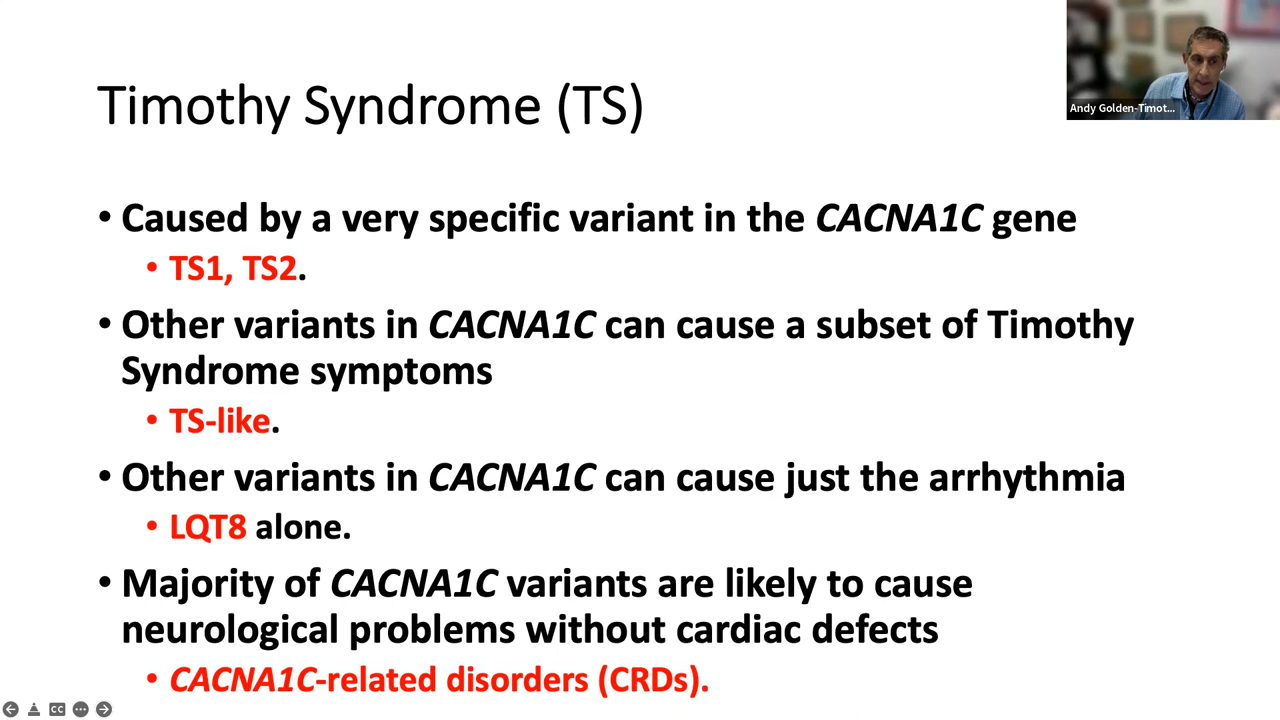 Timothy Syndrome (TS)
Andy Golden-Timot...
• Caused by a very specific variant in the CACNA1C gene
• TS1, TS2.
• Other variants in CACNA1C can cause a subset of Timothy
Syndrome symptoms
• TS-like.
• Other variants in CACNA1C can cause just the arrhythmia
• LQT8 alone.
• Majority of CACNA1C variants are likely to cause
neurological problems without cardiac defects
• CACNA1C-related disorders (CRDs).
CC